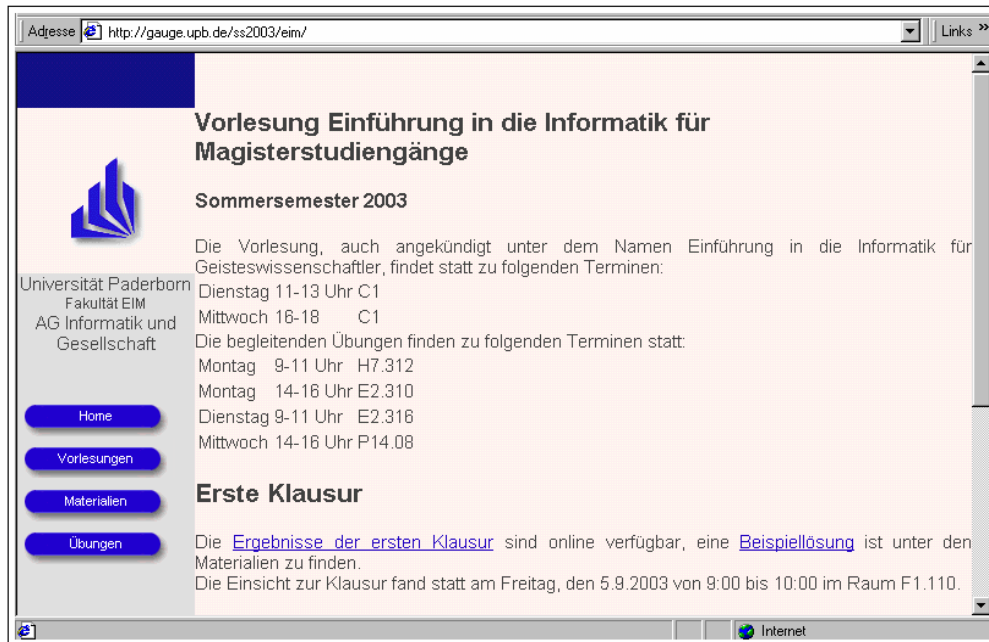 Adresse http://gauge.upb.de/ss2003/eim/ Links »
Vorlesung Einführung in die Informatik für
Magisterstudiengänge
Sommersemester 2003
Die Vorlesung, auch angekündigt unter dem Namen Einführung in die Informatik für
Geisteswissenschaftler, findet statt zu folgenden Terminen:
Dienstag 11-13 Uhr C1
Mittwoch 16-18 C1
Die begleitenden Übungen finden zu folgenden Terminen statt:
Montag 9-11 Uhr H7.312
Montag 14-16 Uhr E2.310
Dienstag 9-11 Uhr E2.316
Mittwoch 14-16 Uhr P14.08
Erste Klausur
Die Ergebnisse der ersten Klausur sind online verfügbar, eine Beispiellösung ist unter den
Materialien zu finden.
Die Einsicht zur Klausur fand statt am Freitag, den 5.9.2003 von 9:00 bis 10:00 im Raum F1.110.
Universität Paderborn
Fakultät EIM
AG Informatik und
Gesellschaft
Home
Vorlesungen
Materialien
Übungen
Internet